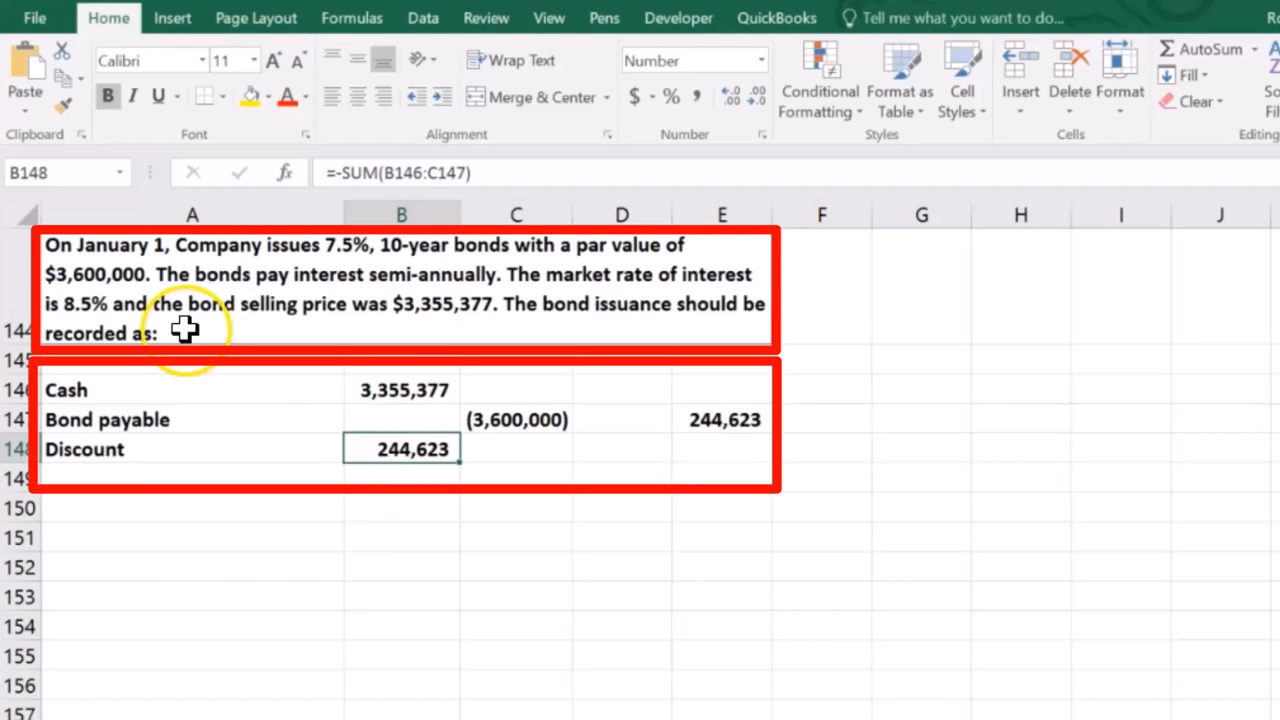 File Home Insert Page Layout Formulas Data Review View Pens Developer QuickBooks Tell me what you want to do...
Calibri 11 Wrap Text Number AutoSum
Paste B I U Merge & Center $ % Conditional Formatting Format as Table Cell Styles Insert Delete Format Fill
Clear
Clipboard Font Alignment Number Styles Cells Editing
B148 fx =-SUM(B146:C147)
A B C D E F G H I J
On January 1, Company issues 7.5%, 10-year bonds with a par value of
$3,600,000. The bonds pay interest semi-annually. The market rate of interest
is 8.5% and the bond selling price was $3,355,377. The bond issuance should be
144 recorded as:
145
146 Cash 3,355,377
147 Bond payable (3,600,000) 244,623
148 Discount 244,623
149
150
151
152
153
154
155
156
157